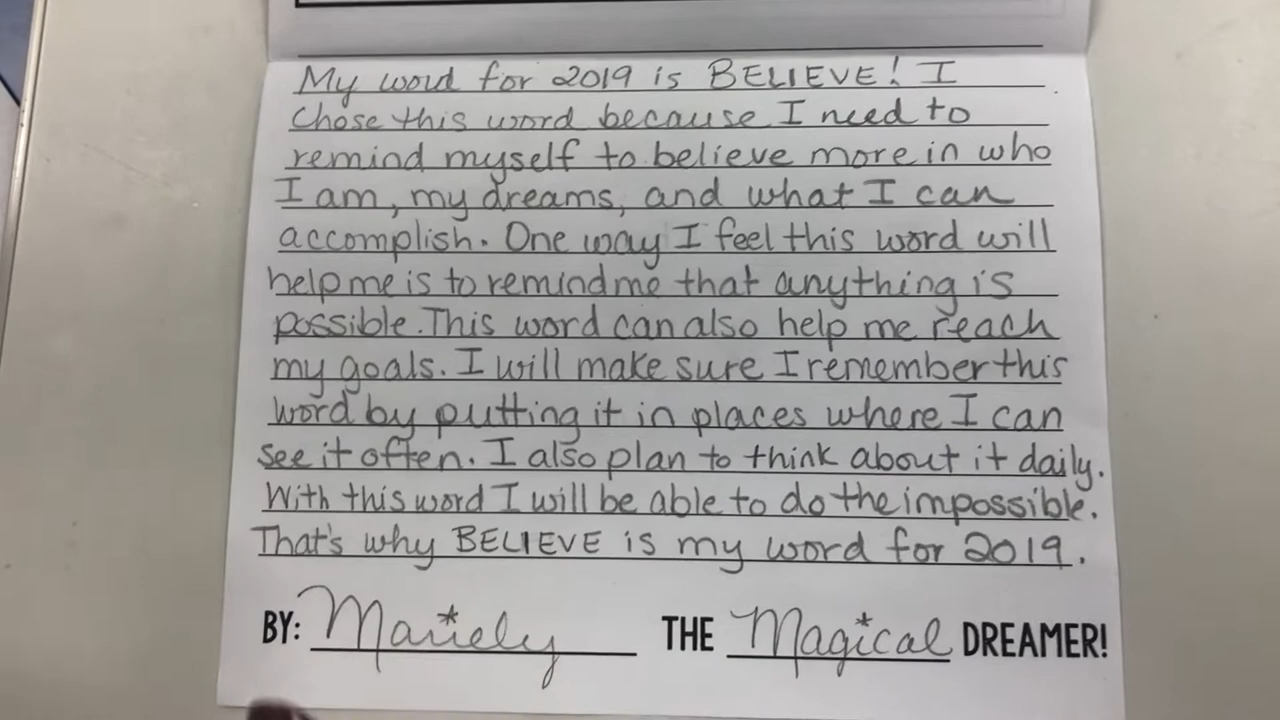 My word for 2019 is BELIEVE! I
Chose this word because I need to
remind myself to believe more in who
I am, my dreams, and what I can
accomplish. One way I feel this word will
help me is to remind me that anything is
possible. This word can also help me reach
my goals. I will make sure I remember this
word by putting it in places where I can
see it often. I also plan to think about it daily.
With this word I will be able to do the impossible.
That's why BELIEVE is my word for 2019.
BY: Mariely THE Magical DREAMER!